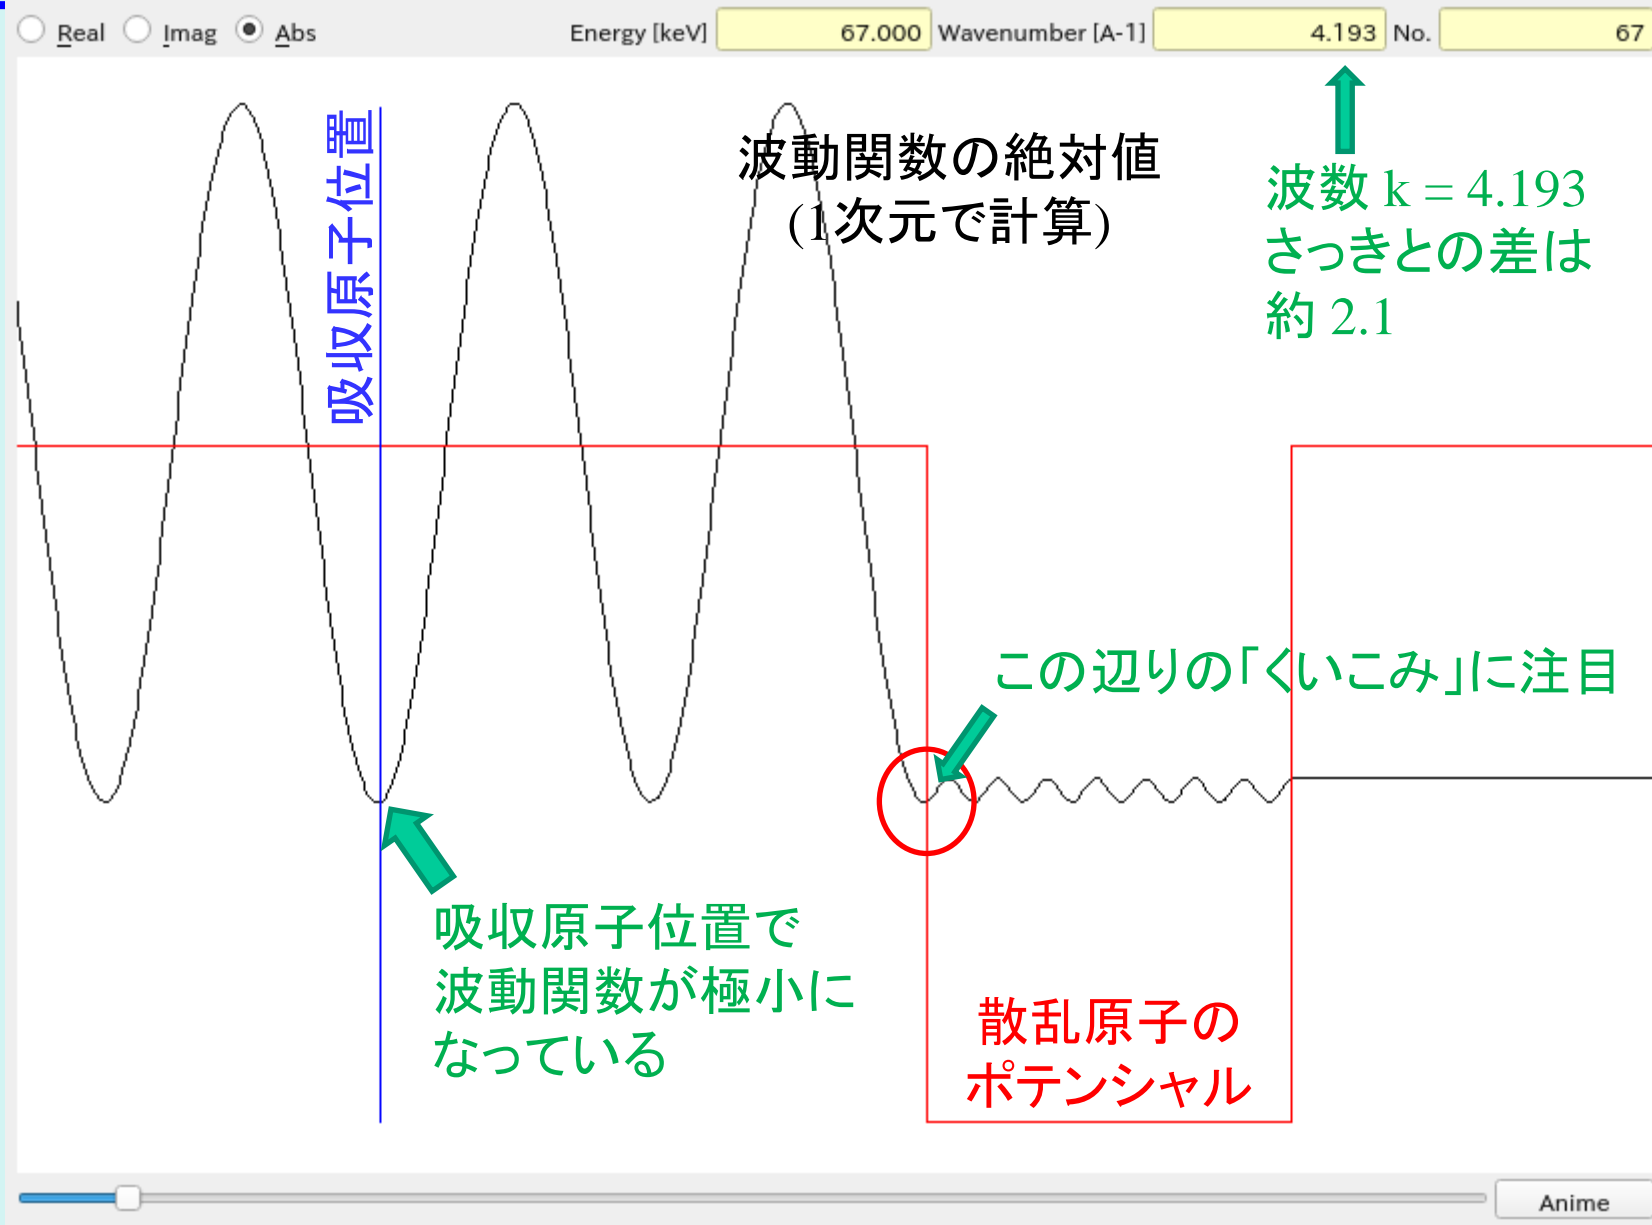 Real Imag Abs Energy [keV] 67.000 Wavenumber [A-1] 4.193 No. 67
吸収原子位置
波動関数の絶対値
(1次元で計算)
波数 k = 4.193
さっきとの差は
約 2.1
この辺りの「くいこみ」に注目
吸収原子位置で
波動関数が極小に
なっている
散乱原子の
ポテンシャル
Anime